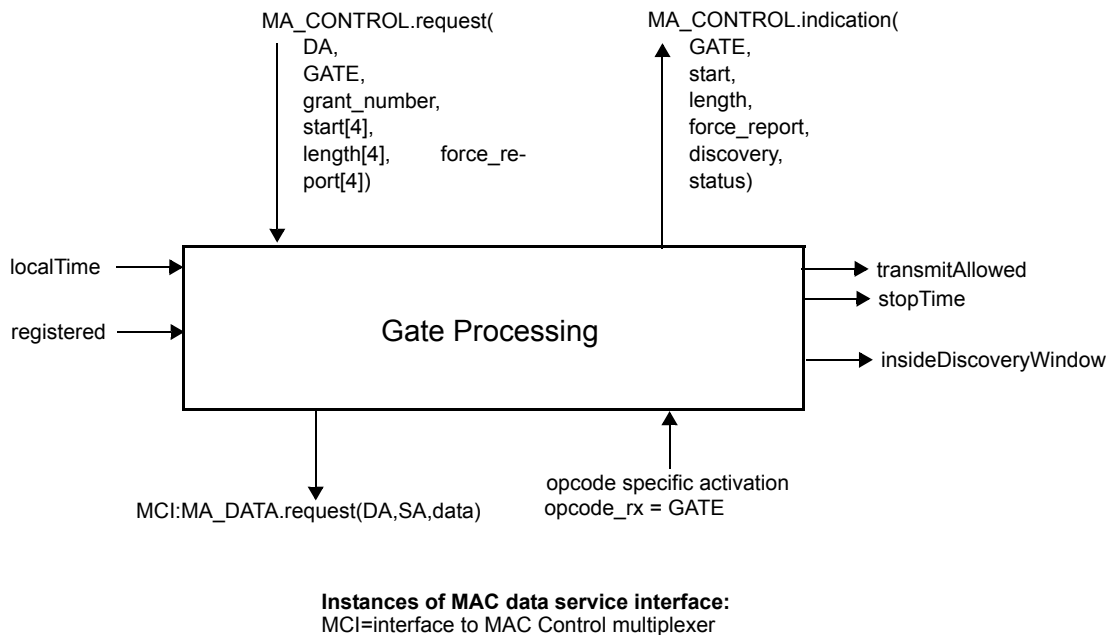 MA_CONTROL.request(
DA,
GATE,
grant_number,
start[4],
length[4], force_re-
port[4])
MA_CONTROL.indication(
GATE,
start,
length,
force_report,
discovery,
status)
localTime
registered
Gate Processing
transmitAllowed
stopTime
insideDiscoveryWindow
MCI:MA_DATA.request(DA,SA,data)
opcode specific activation
opcode_rx = GATE
Instances of MAC data service interface:
MCI=interface to MAC Control multiplexer